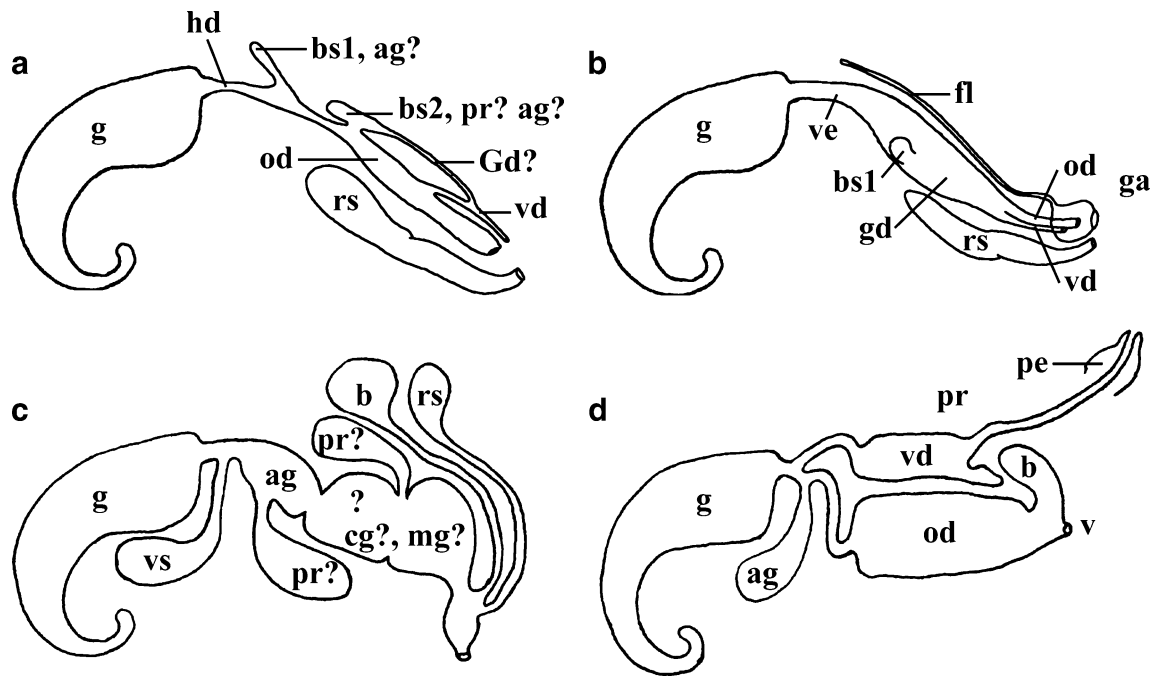 a
hd
bs1, ag?
g
bs2, pr? ag?
od
Gd?
rs
vd
b
fl
g
ve
bs1
od
ga
gd
rs
vd
c
b
rs
pr?
ag
g
?
cg?, mg?
vs
pr?
d
pe
pr
vd
b
g
od
v
ag